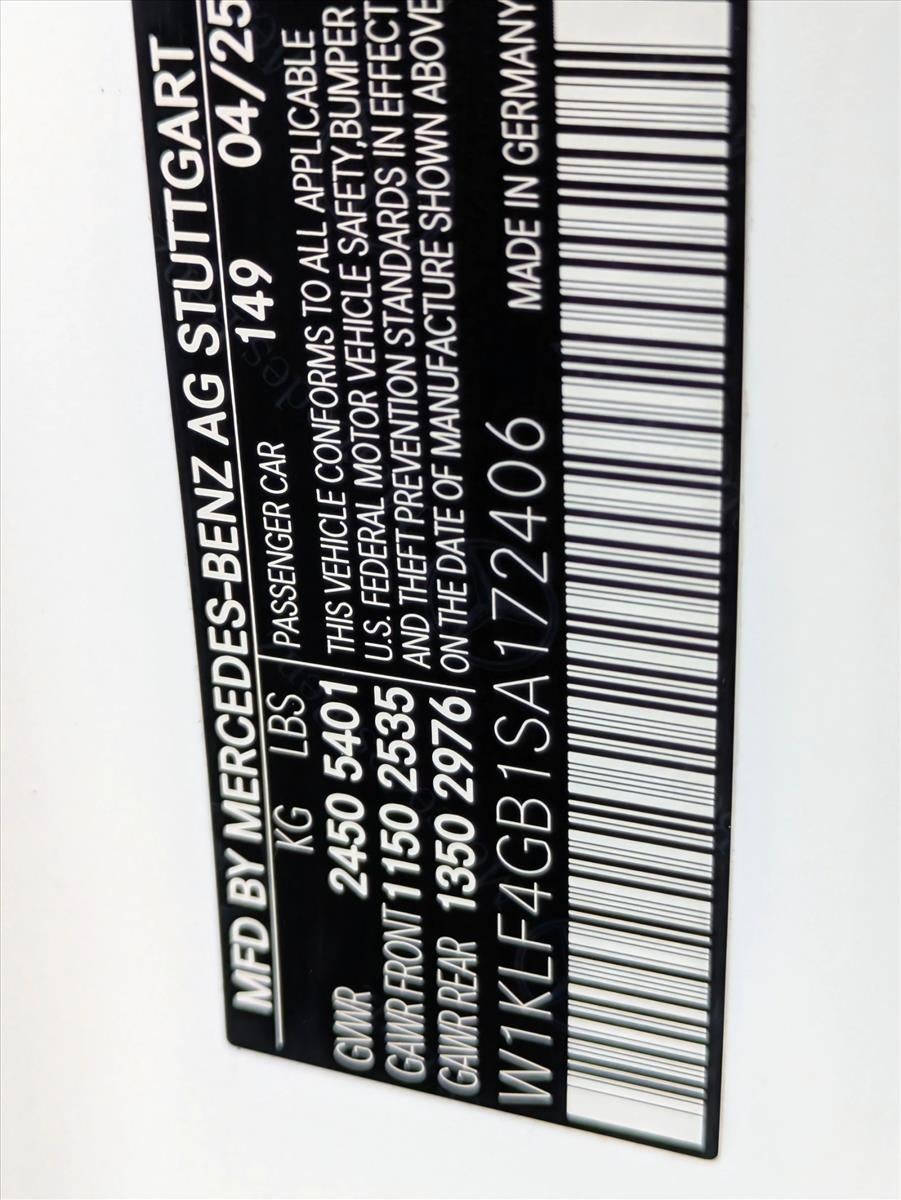 MFD BY MERCEDES-BENZ AG STUTTGART
KG LBS 149 04/25
PASSENGER CAR
GVWR 2450 5401
GAWR FRONT 1150 2535
GAWR REAR 1350 2976
THIS VEHICLE CONFORMS TO ALL APPLICABLE
U.S. FEDERAL MOTOR VEHICLE SAFETY,BUMPER
AND THEFT PREVENTION STANDARDS IN EFFECT
ON THE DATE OF MANUFACTURE SHOWN ABOVE
W1KLF4GB1SA172406 MADE IN GERMANY